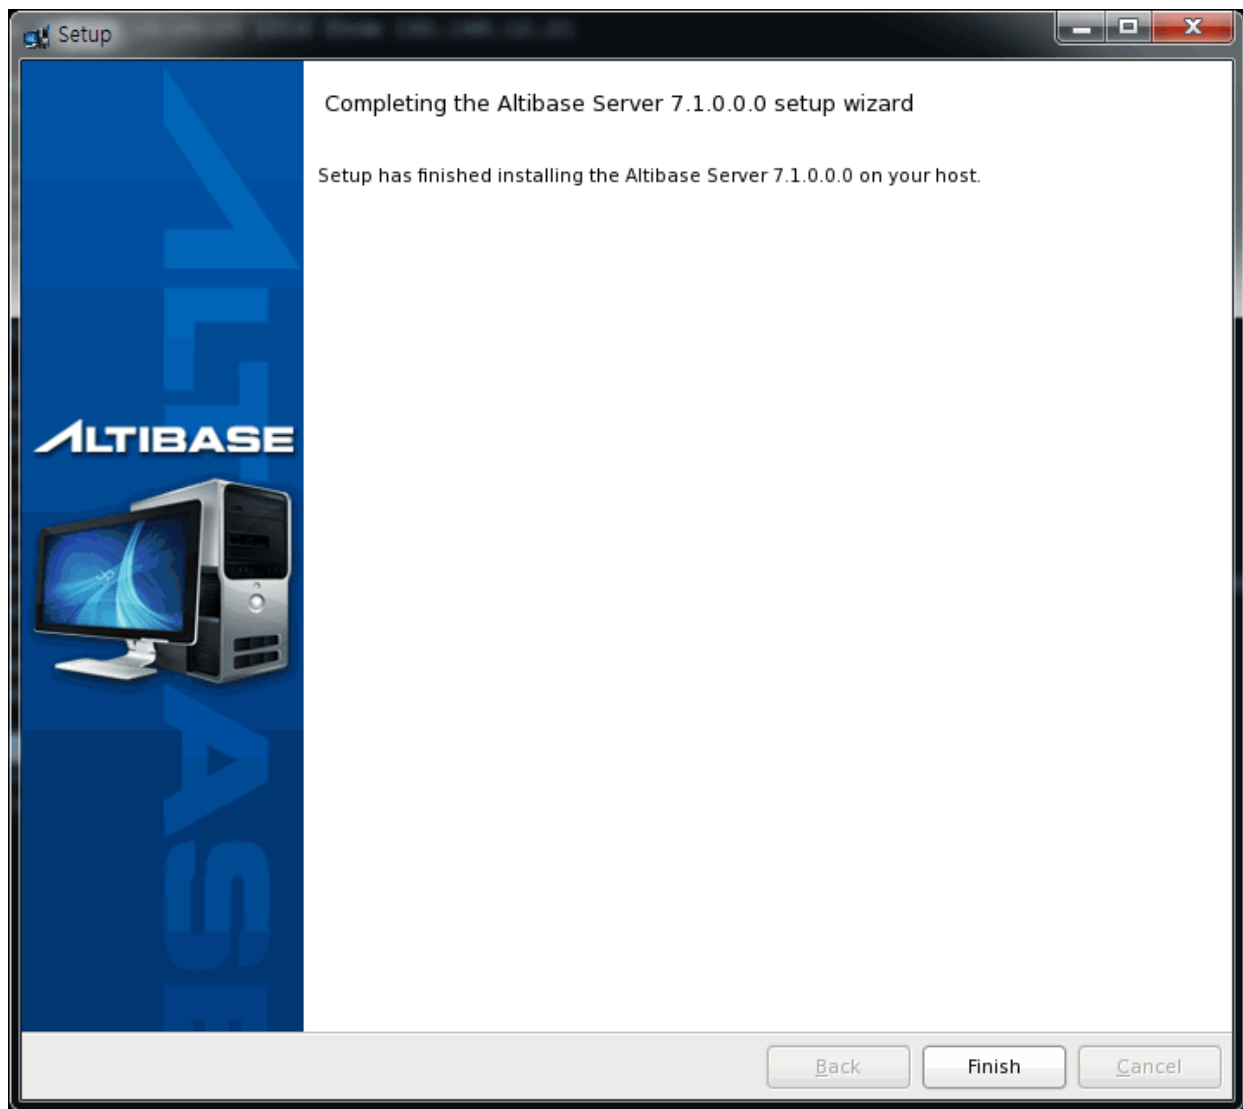 Setup
Completing the Altibase Server 7.1.0.0.0 setup wizard
Setup has finished installing the Altibase Server 7.1.0.0.0 on your host.
ALTIBASE
ALTIBASE
Back
Finish
Cancel